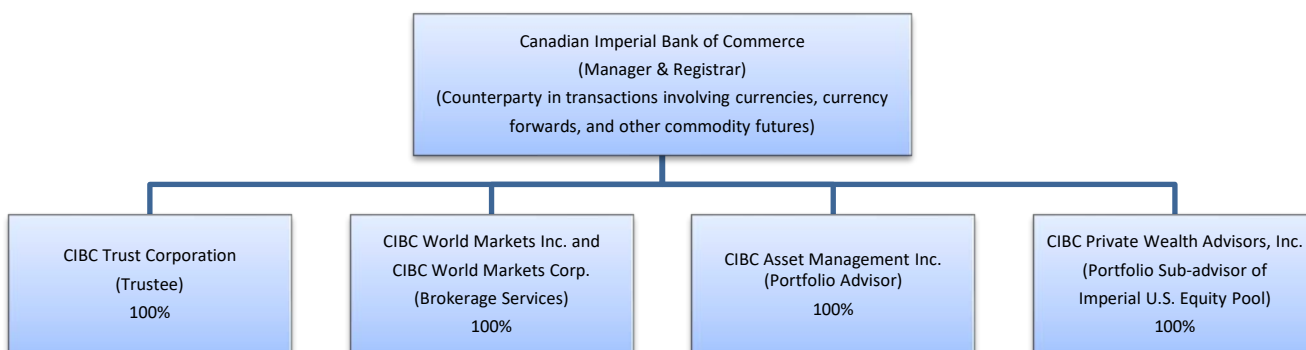 Canadian Imperial Bank of Commerce
(Manager & Registrar)
(Counterparty in transactions involving currencies, currency
forwards, and other commodity futures)
CIBC Trust Corporation
(Trustee)
100%
CIBC World Markets Inc. and
CIBC World Markets Corp.
(Brokerage Services)
100%
CIBC Asset Management Inc.
(Portfolio Advisor)
100%
CIBC Private Wealth Advisors, Inc.
(Portfolio Sub-advisor of
Imperial U.S. Equity Pool)
100%